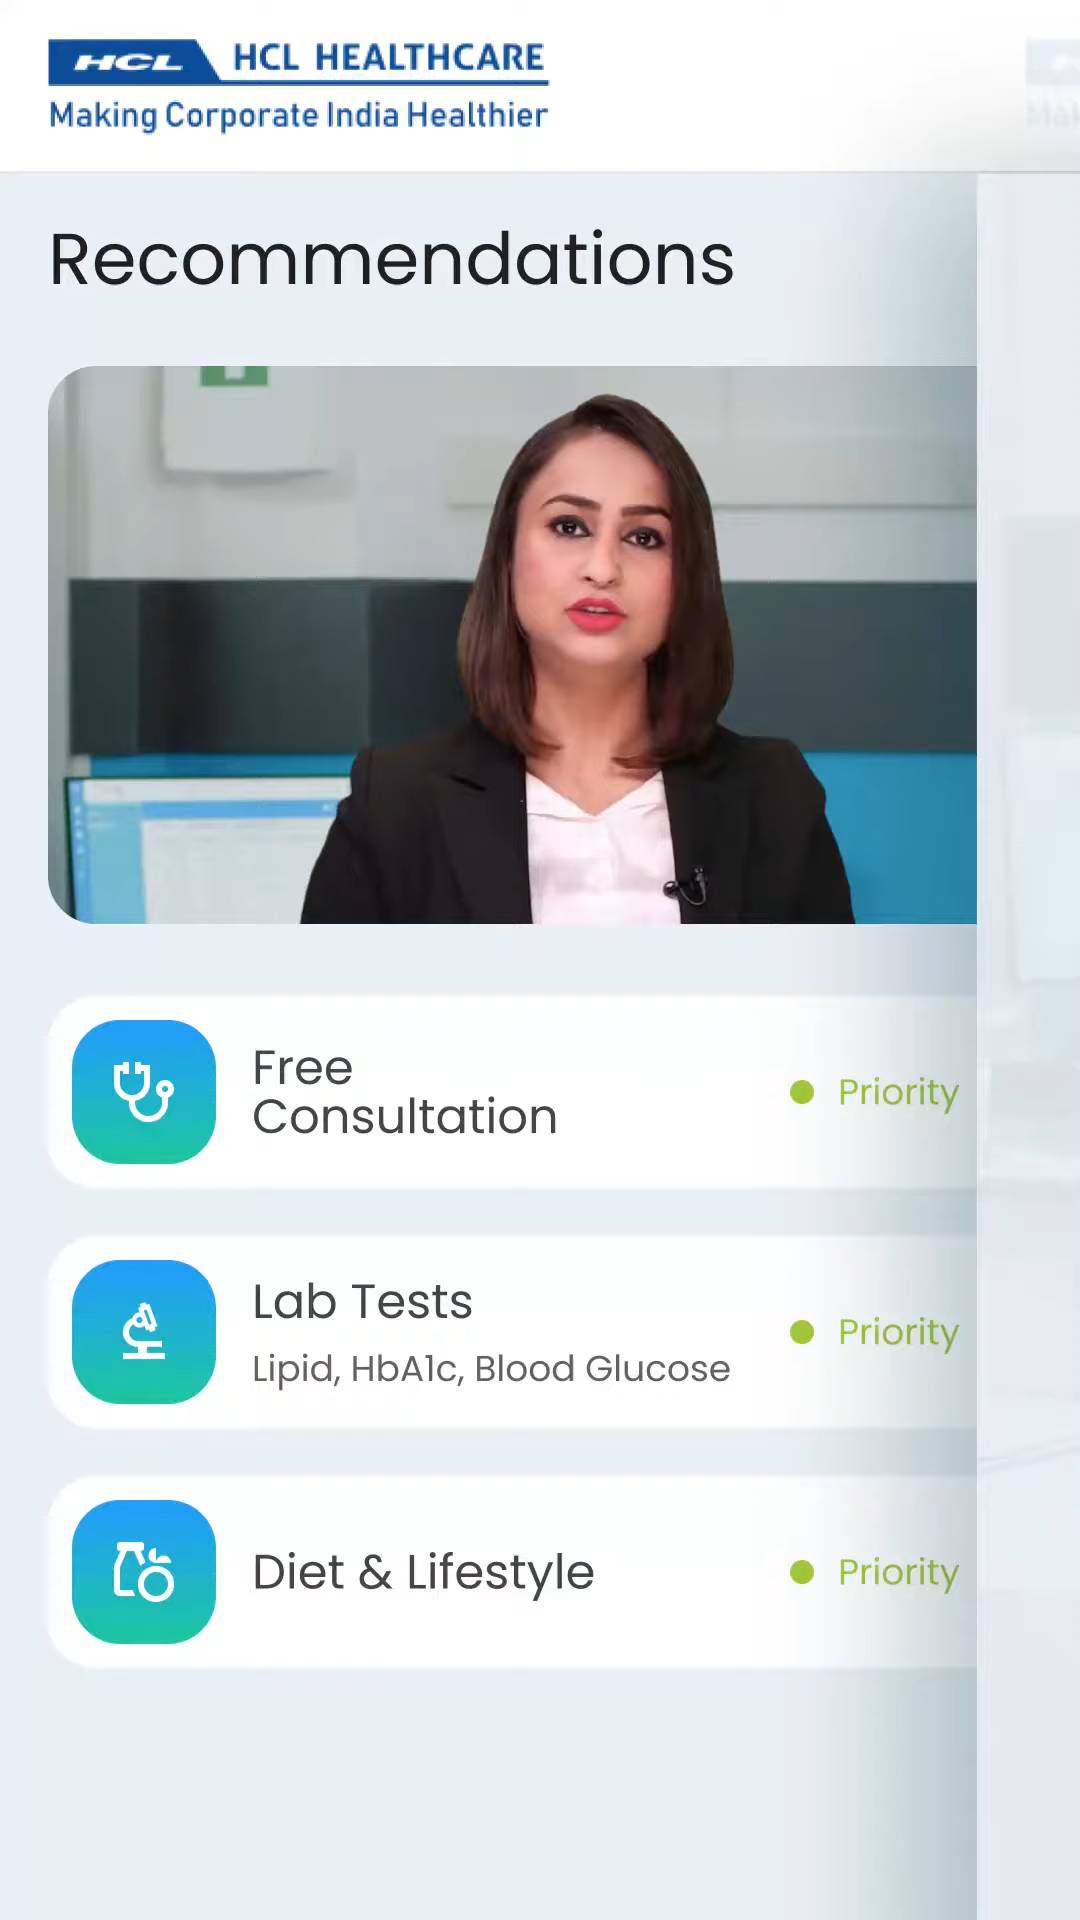 HCL HCL HEALTHCARE
Making Corporate India Healthier
Recommendations
Free
Consultation
Priority
Lab Tests
Lipid, HbA1c, Blood Glucose
Priority
Diet & Lifestyle
Priority